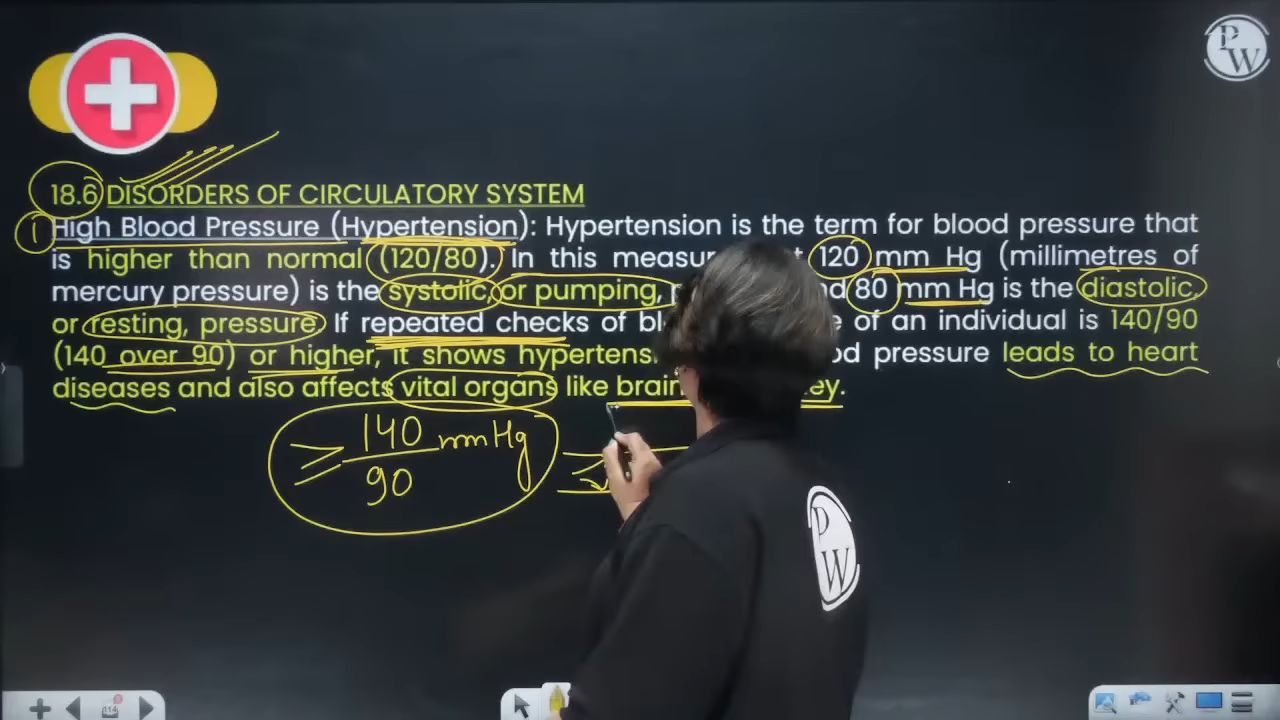 PW
18.6 DISORDERS OF CIRCULATORY SYSTEM
1 High Blood Pressure (Hypertension): Hypertension is the term for blood pressure that
is higher than normal (120/80). In this measur 120 mm Hg (millimetres of
mercury pressure) is the systolic, or pumping, 80 mm Hg is the diastolic,
or resting, pressure. If repeated checks of bl of an individual is 140/90
(140 over 90) or higher, it shows hypertens pressure leads to heart
diseases and also affects vital organs like brain ey.
≥ 140/90 mmHg
PW
114